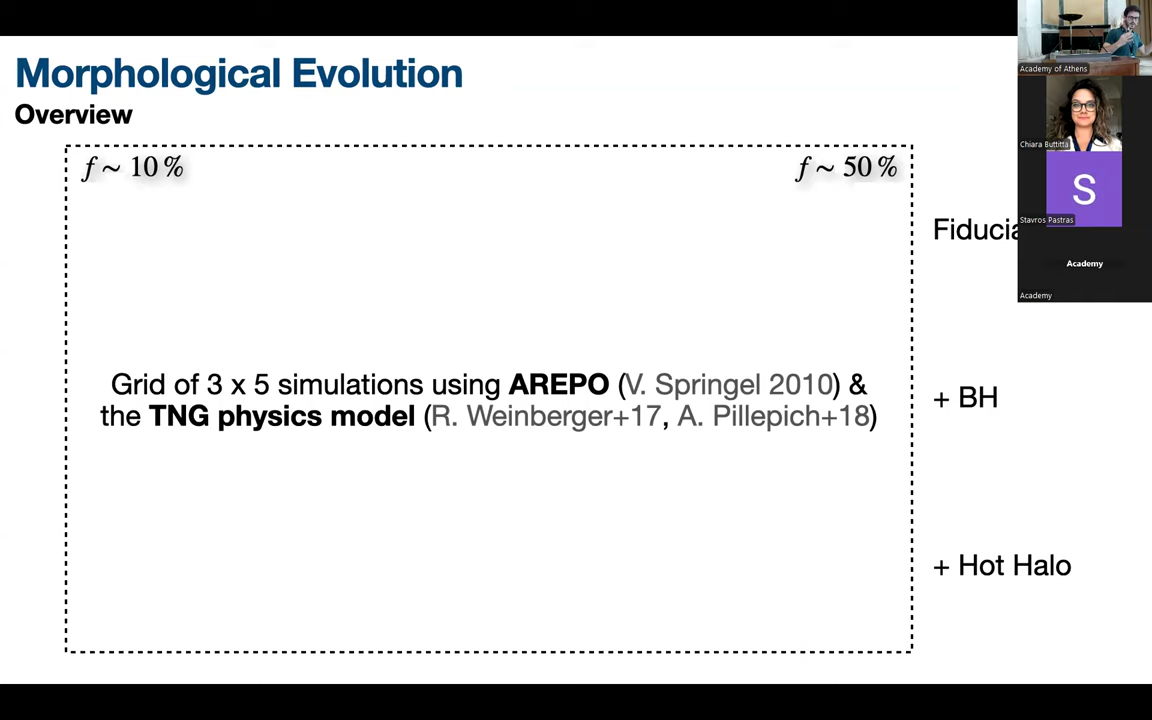 Morphological Evolution
Overview
f ~ 10 %
f ~ 50 %
Grid of 3 x 5 simulations using AREPO (V. Springel 2010) &
the TNG physics model (R. Weinberger+17, A. Pillepich+18)
Fiducia
+ BH
+ Hot Halo
Academy of Athens
Chiara Buttitta
S
Stavros Pastras
Academy
Academy